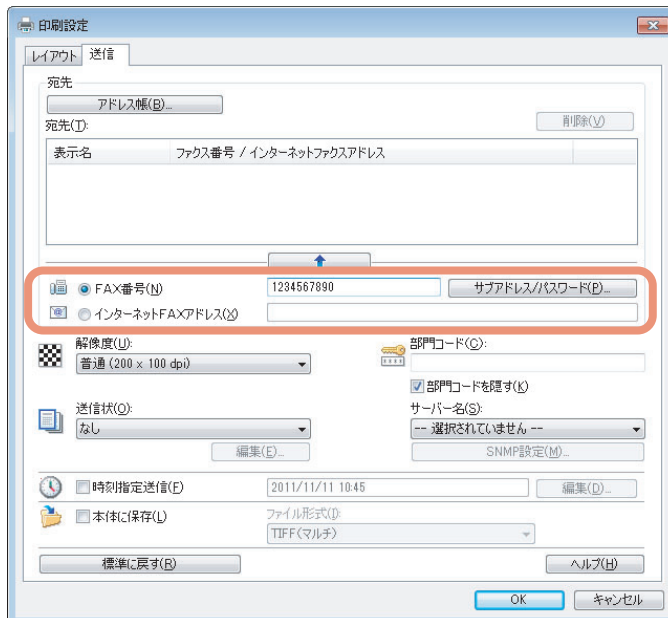 印刷設定
レイアウト 送信
宛先
アドレス帳(B)...
宛先(T):
削除(V)
表示名 ファクス番号 / インターネットファクスアドレス
FAX番号(N) 1234567890 サブアドレス/パスワード(P)...
インターネットFAXアドレス(X)
解像度(U): 部門コード(C):
普通 (200 x 100 dpi)
部門コードを隠す(K)
送信状(O): サーバー名(S):
なし -- 選択されていません --
編集(E)... SNMP設定(M)...
時刻指定送信(F) 2011/11/11 10:45 編集(D)...
本体に保存(L) ファイル形式(I):
TIFF(マルチ)
標準に戻す(R) ヘルプ(H)
OK キャンセル